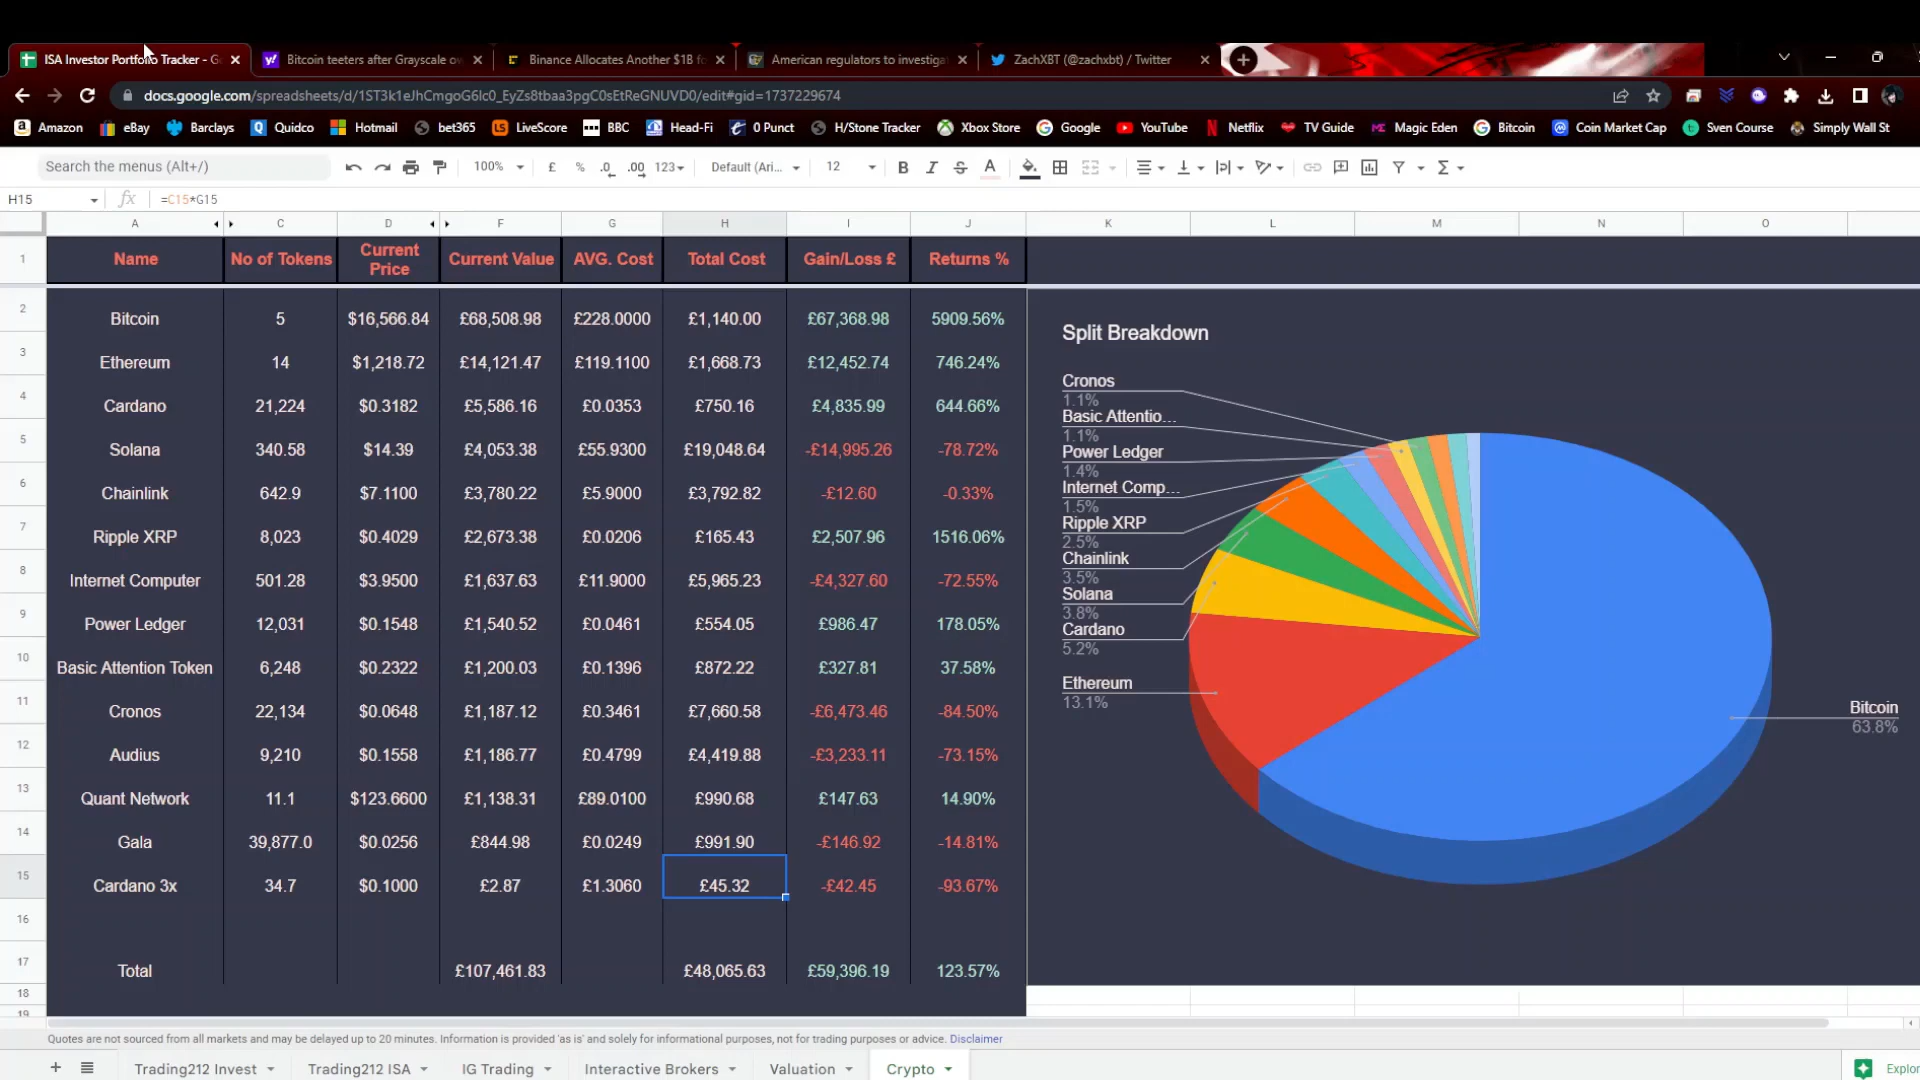 ISA Investor Portfolio Tracker - G
Bitcoin teeters after Grayscale ow
Binance Allocates Another $1B fo
American regulators to investiga
ZachXBT (@zachxbt) / Twitter
docs.google.com/spreadsheets/d/1ST3k1eJhCmgoG6lc0_EyZs8tbaa3pgC0sEtReGNUVD0/edit#gid=1737229674
Amazon eBay Barclays Quidco Hotmail bet365 LiveScore BBC Head-Fi 0 Punct H/Stone Tracker Xbox Store Google YouTube Netflix TV Guide Magic Eden Bitcoin Coin Market Cap Sven Course Simply Wall St
Search the menus (Alt+/) 100% £ % .0 .00 123 Default (Ari... 12 B I S A
H15 fx =C15*G15
A C D F G H I J K L M N O
1 Name No of Tokens Current Price Current Value AVG. Cost Total Cost Gain/Loss £ Returns %
2 Bitcoin 5 $16,566.84 £68,508.98 £228.0000 £1,140.00 £67,368.98 5909.56%
3 Ethereum 14 $1,218.72 £14,121.47 £119.1100 £1,668.73 £12,452.74 746.24%
4 Cardano 21,224 $0.3182 £5,586.16 £0.0353 £750.16 £4,835.99 644.66%
5 Solana 340.58 $14.39 £4,053.38 £55.9300 £19,048.64 -£14,995.26 -78.72%
6 Chainlink 642.9 $7.1100 £3,780.22 £5.9000 £3,792.82 -£12.60 -0.33%
7 Ripple XRP 8,023 $0.4029 £2,673.38 £0.0206 £165.43 £2,507.96 1516.06%
8 Internet Computer 501.28 $3.9500 £1,637.63 £11.9000 £5,965.23 -£4,327.60 -72.55%
9 Power Ledger 12,031 $0.1548 £1,540.52 £0.0461 £554.05 £986.47 178.05%
10 Basic Attention Token 6,248 $0.2322 £1,200.03 £0.1396 £872.22 £327.81 37.58%
11 Cronos 22,134 $0.0648 £1,187.12 £0.3461 £7,660.58 -£6,473.46 -84.50%
12 Audius 9,210 $0.1558 £1,186.77 £0.4799 £4,419.88 -£3,233.11 -73.15%
13 Quant Network 11.1 $123.6600 £1,138.31 £89.0100 £990.68 £147.63 14.90%
14 Gala 39,877.0 $0.0256 £844.98 £0.0249 £991.90 -£146.92 -14.81%
15 Cardano 3x 34.7 $0.1000 £2.87 £1.3060 £45.32 -£42.45 -93.67%
16
17 Total £107,461.83 £48,065.63 £59,396.19 123.57%
18
19
Split Breakdown
Cronos
1.1%
Basic Attentio...
1.1%
Power Ledger
1.4%
Internet Comp...
1.5%
Ripple XRP
2.5%
Chainlink
3.5%
Solana
3.8%
Cardano
5.2%
Ethereum
13.1%
Bitcoin
63.8%
Quotes are not sourced from all markets and may be delayed up to 20 minutes. Information is provided 'as is' and solely for informational purposes, not for trading purposes or advice. Disclaimer
Trading212 Invest Trading212 ISA IG Trading Interactive Brokers Valuation Crypto Explor